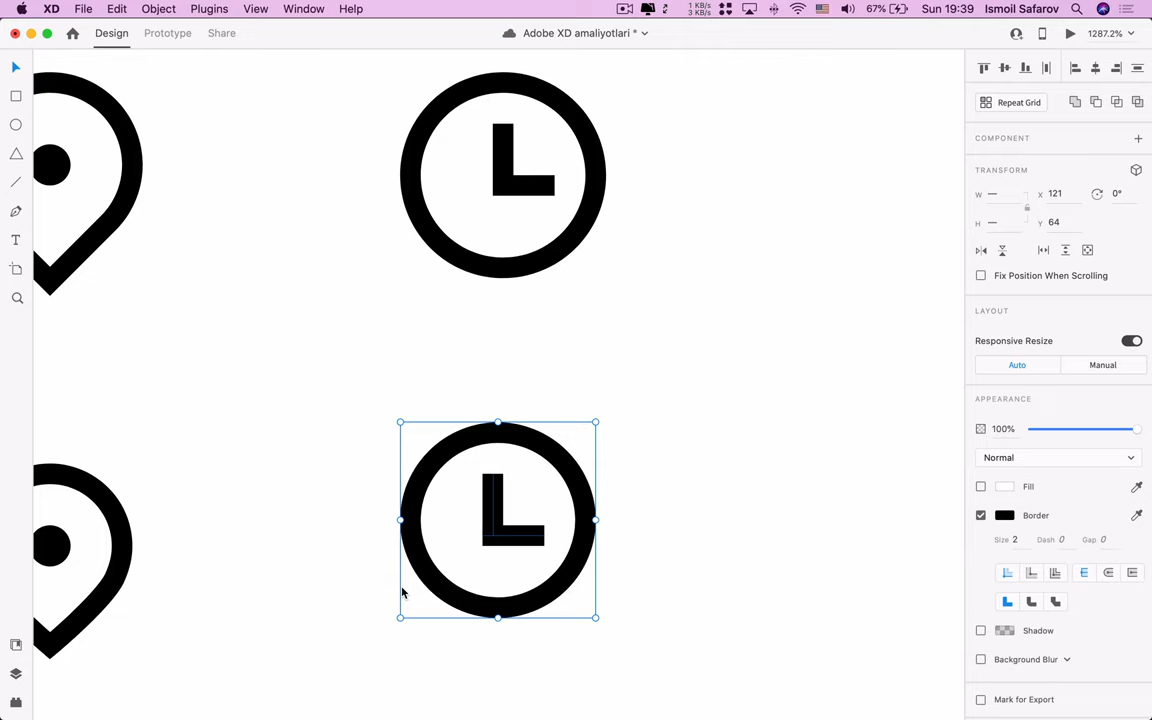 XD File Edit Object Plugins View Window Help
1 KB/s
3 KB/s
67%
Sun 19:39
Ismoil Safarov
Design Prototype Share
Adobe XD amaliyotlari *
1287.2%
Repeat Grid
COMPONENT
TRANSFORM
W — X 121 0°
H — Y 64
Fix Position When Scrolling
LAYOUT
Responsive Resize
Auto Manual
APPEARANCE
100%
Normal
Fill
Border
Size 2 Dash 0 Gap 0
Shadow
Background Blur
Mark for Export